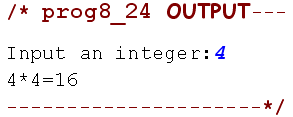 /* prog8_24 OUTPUT---
Input an integer:4
4*4=16
----------------------*/